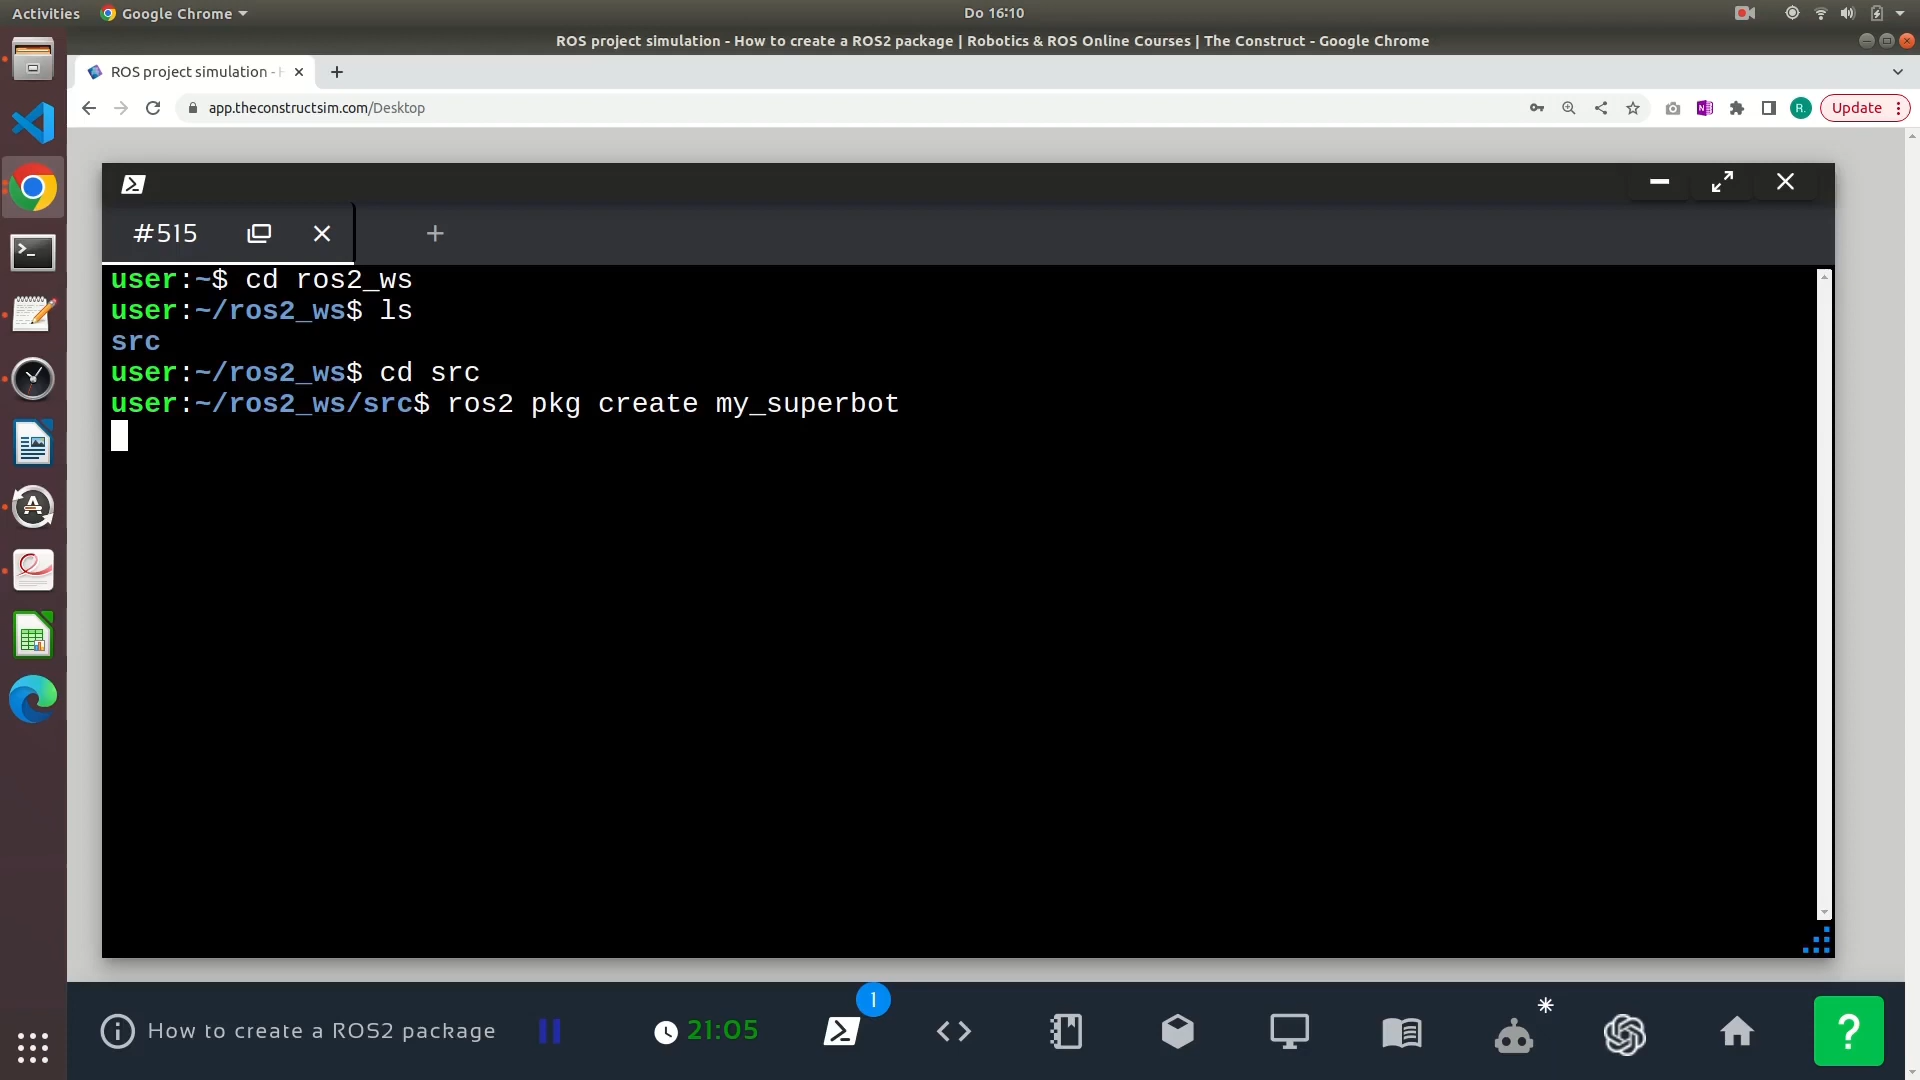 Activities
Google Chrome
Do 16:10
ROS project simulation - How to create a ROS2 package | Robotics & ROS Online Courses | The Construct - Google Chrome
ROS project simulation -
app.theconstructsim.com/Desktop
R.
Update
#515
user:~$ cd ros2_ws
user:~/ros2_ws$ ls
src
user:~/ros2_ws$ cd src
user:~/ros2_ws/src$ ros2 pkg create my_superbot
1
How to create a ROS2 package
21:05
?